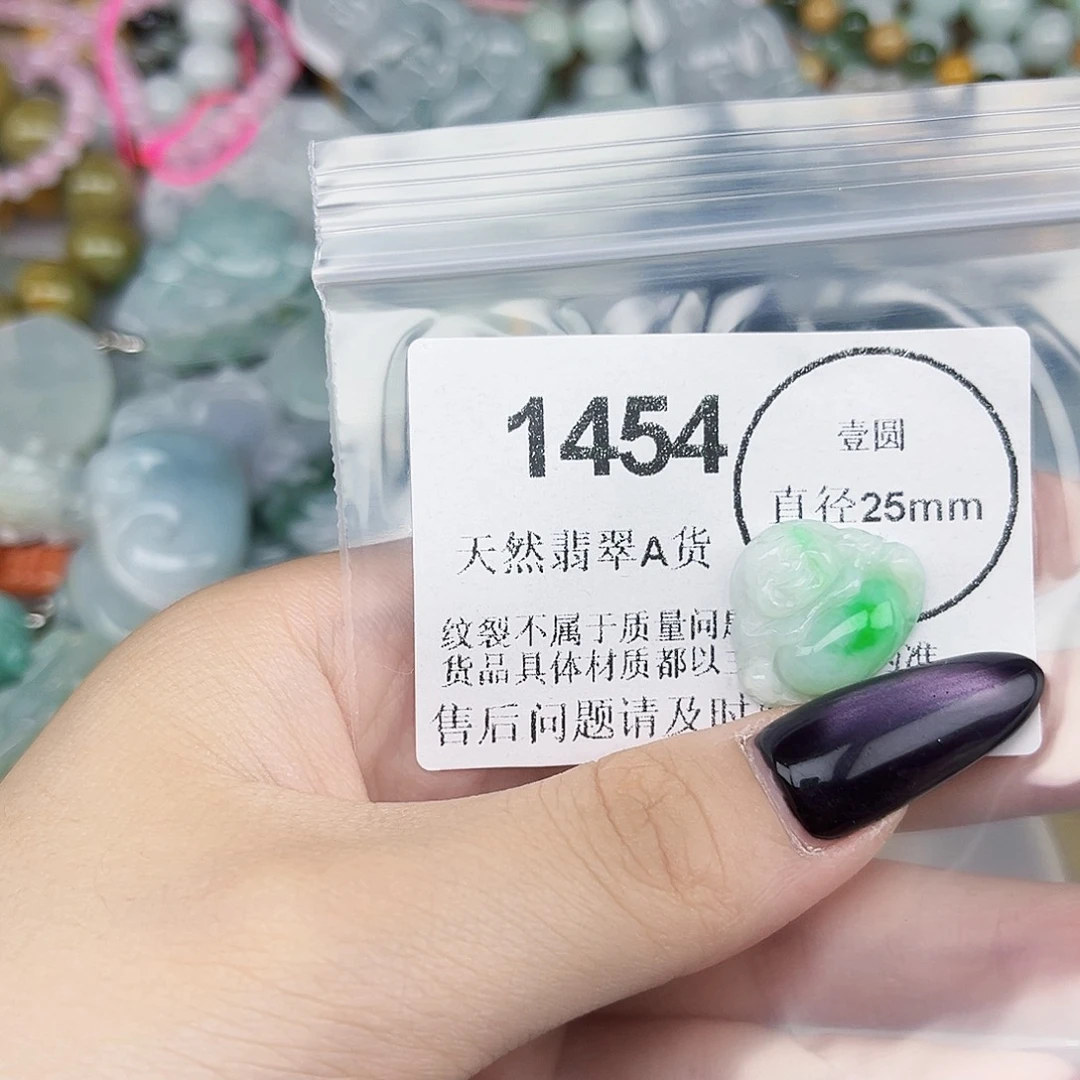 1454
壹圆
直径25mm
天然翡翠A货
纹裂不属于质量问
货品具体材质都以
准
售后问题请及时